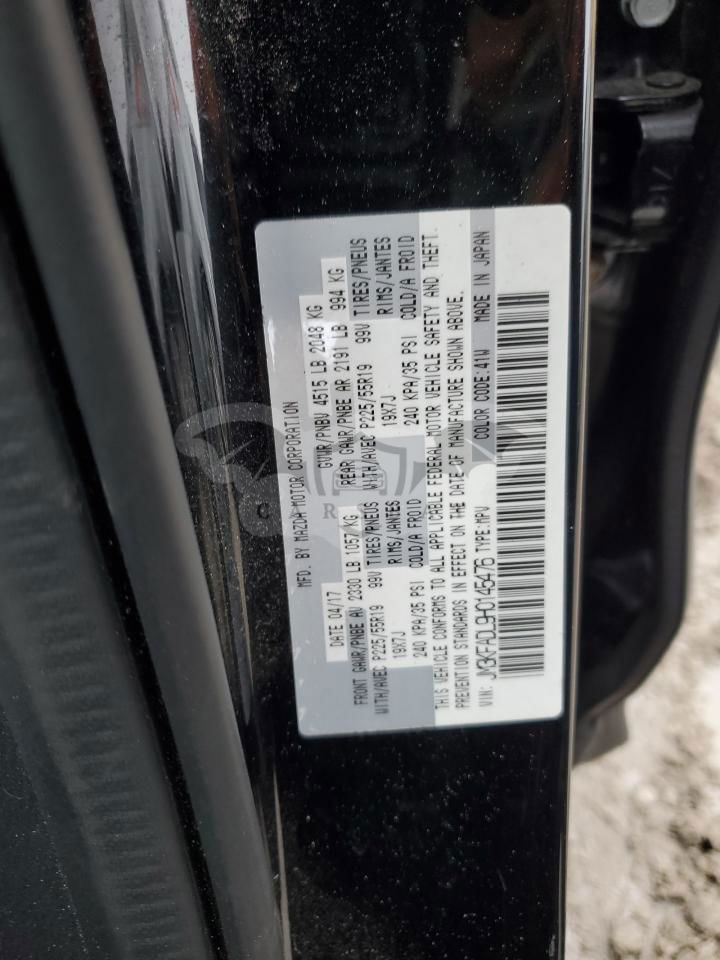 MFD. BY MAZDA MOTOR CORPORATION
DATE 04/17 GVWR/PNBV 4515 LB 2048 KG
FRONT GAWR/PNBE AV 2330 LB 1057 KG REAR GAWR/PNBE AR 2191 LB 994 KG
WITH/AVEC P225/55R19 99V TIRES/PNEUS WITH/AVEC P225/55R19 99V TIRES/PNEUS
19X7J RIMS/JANTES 19X7J RIMS/JANTES
240 KPA/35 PSI COLD/A FROID 240 KPA/35 PSI COLD/A FROID
THIS VEHICLE CONFORMS TO ALL APPLICABLE FEDERAL MOTOR VEHICLE SAFETY AND THEFT
PREVENTION STANDARDS IN EFFECT ON THE DATE OF MANUFACTURE SHOWN ABOVE.
VIN: JM3KFADL9H0145476 TYPE:MPV COLOR CODE:41W MADE IN JAPAN